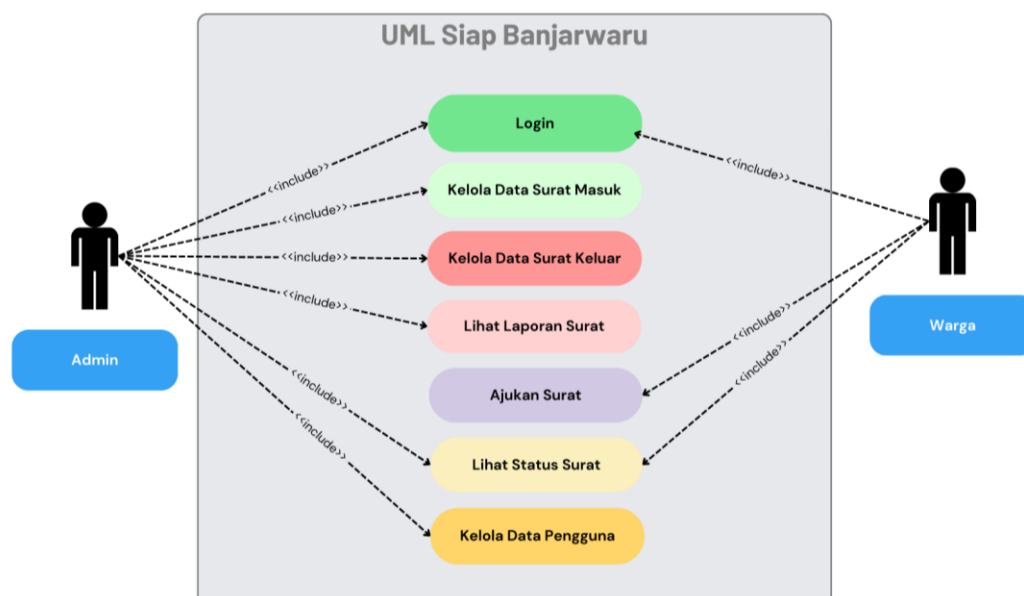 UML Siap Banjarwaru
Login
<<include>>
<<include>>
Kelola Data Surat Masuk
<<include>>
<<include>>
Kelola Data Surat Keluar
<<include>>
Lihat Laporan Surat
<<include>>
Warga
Admin
<<include>>
<<include>>
Ajukan Surat
<<include>>
Lihat Status Surat
Kelola Data Pengguna